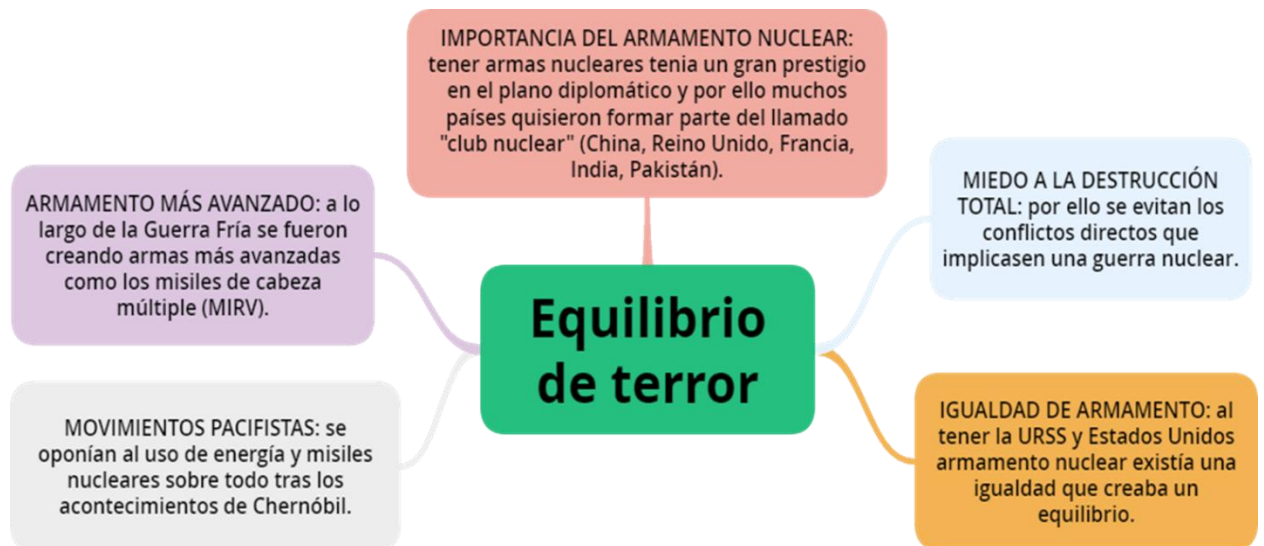 IMPORTANCIA DEL ARMAMENTO NUCLEAR:
tener armas nucleares tenia un gran prestigio
en el plano diplomático y por ello muchos
países quisieron formar parte del llamado
"club nuclear" (China, Reino Unido, Francia,
India, Pakistán).
ARMAMENTO MÁS AVANZADO: a lo
largo de la Guerra Fría se fueron
creando armas más avanzadas
como los misiles de cabeza
múltiple (MIRV).
MIEDO A LA DESTRUCCIÓN
TOTAL: por ello se evitan los
conflictos directos que
implicasen una guerra nuclear.
Equilibrio
de terror
MOVIMIENTOS PACIFISTAS: se
oponían al uso de energía y misiles
nucleares sobre todo tras los
acontecimientos de Chernóbil.
IGUALDAD DE ARMAMENTO: al
tener la URSS y Estados Unidos
armamento nuclear existía una
igualdad que creaba un
equilibrio.